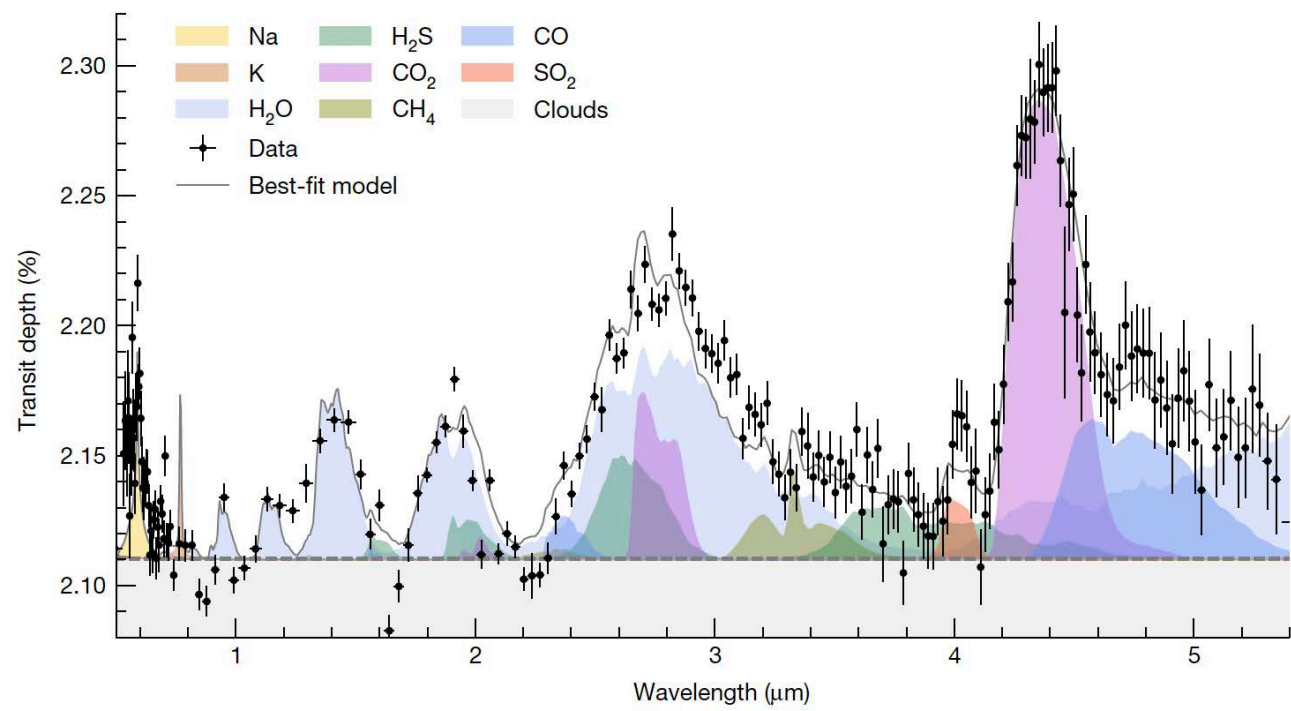 Na
K
H₂O
H₂S
CO₂
CH₄
CO
SO₂
Clouds
Data
Best-fit model
Transit depth (%)
2.30
2.25
2.20
2.15
2.10
1
2
3
4
5
Wavelength (μm)